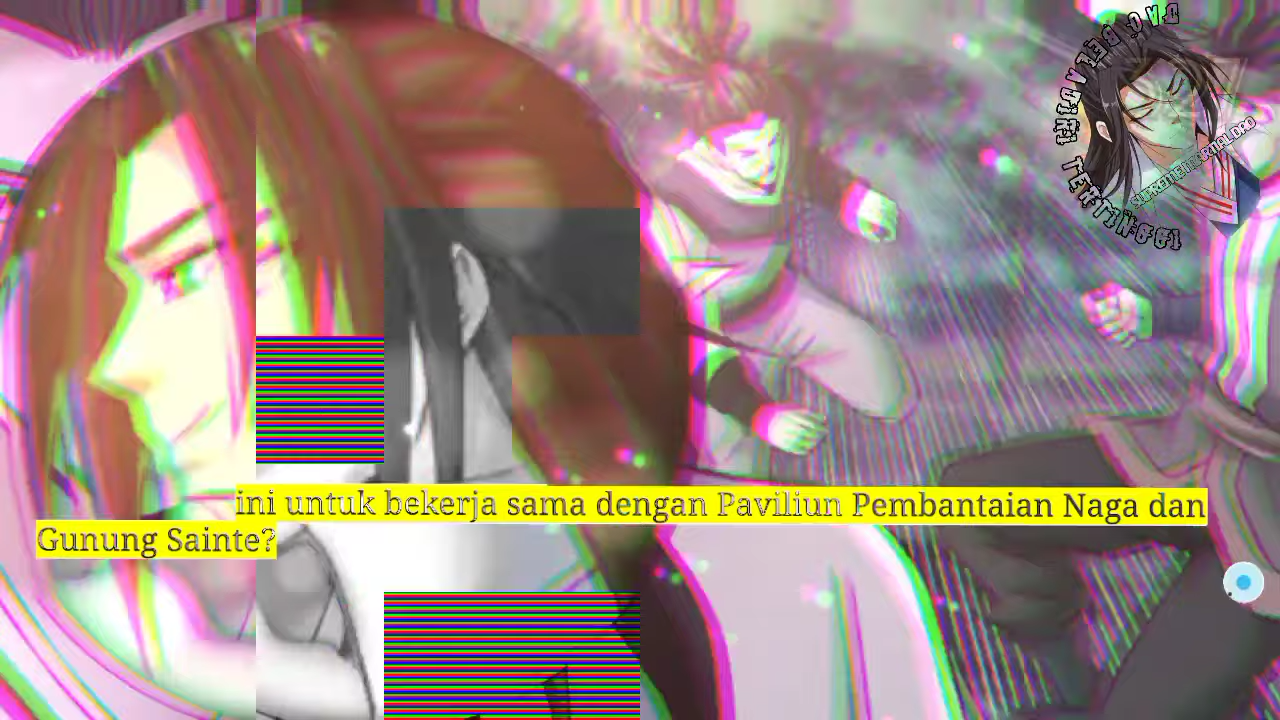 ini untuk bekerja sama dengan Paviliun Pembantaian Naga dan
Gunung Sainte?